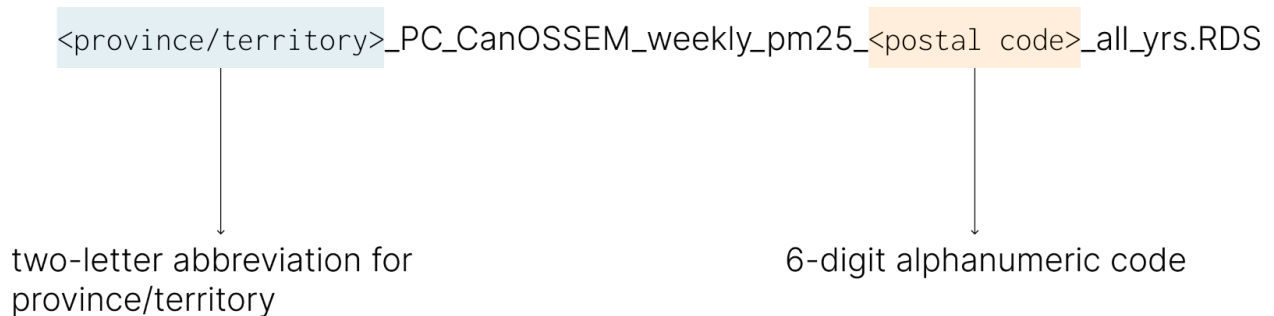 <province/territory>_PC_CanOSSEM_weekly_pm25_<postal code>_all_yrs.RDS
two-letter abbreviation for
province/territory
6-digit alphanumeric code